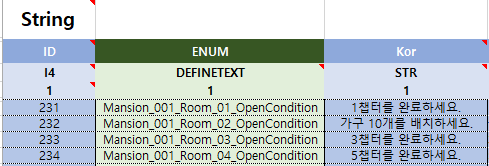 String
ID ENUM Kor
I4 DEFINETEXT STR
1 1 1
231 Mansion_001_Room_01_OpenCondition 1챕터를 완료하세요.
232 Mansion_001_Room_02_OpenCondition 가구 10개를 배치하세요.
233 Mansion_001_Room_03_OpenCondition 3챕터를 완료하세요.
234 Mansion_001_Room_04_OpenCondition 5챕터를 완료하세요.